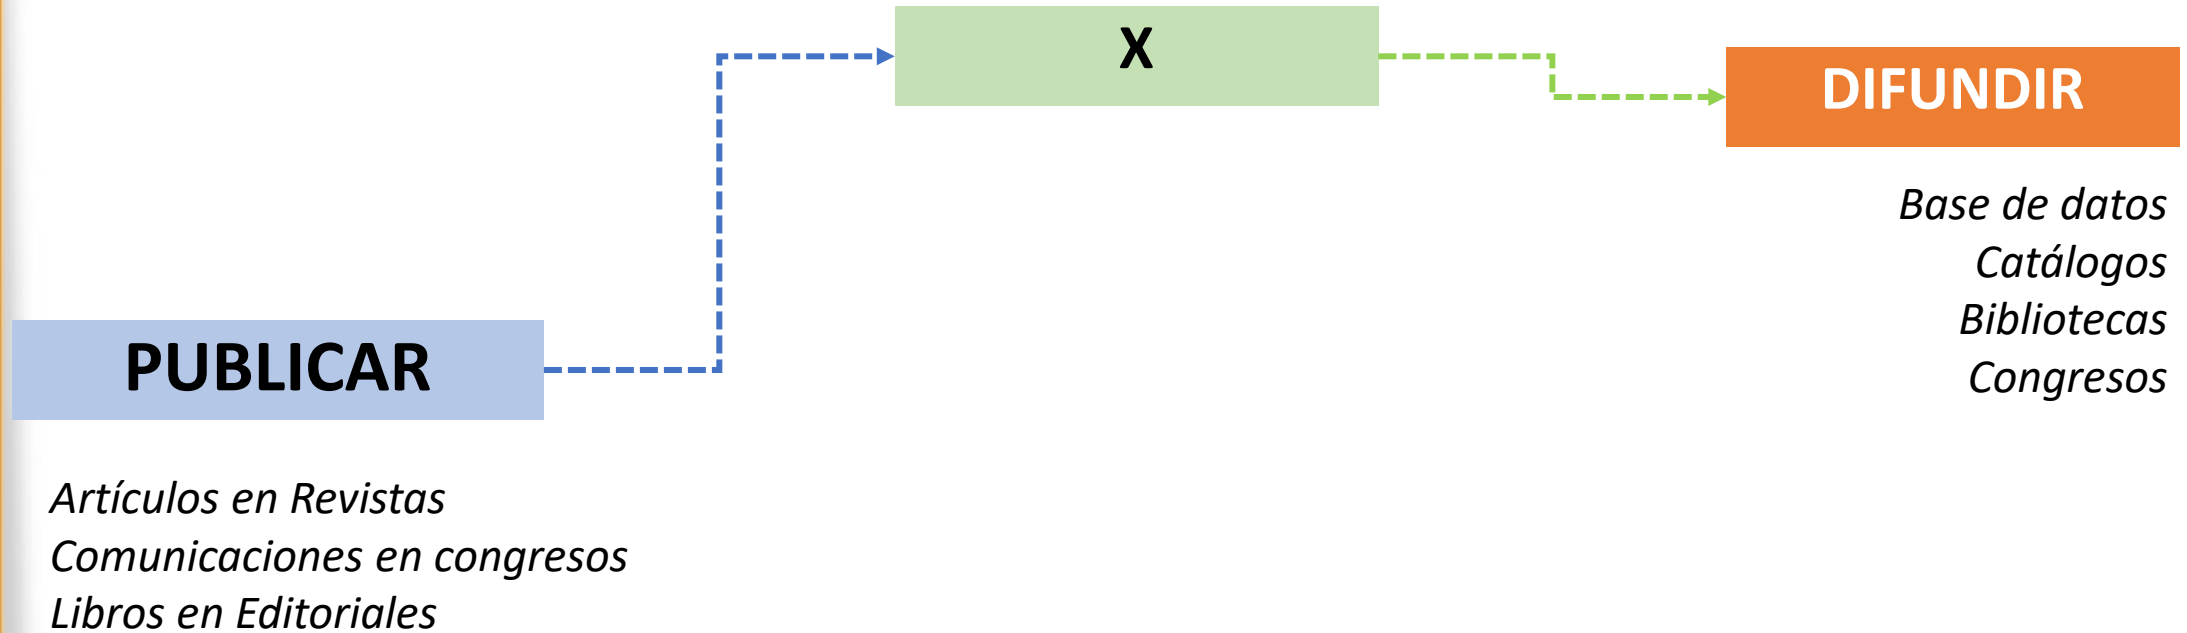 X
DIFUNDIR
Base de datos
Catálogos
Bibliotecas
Congresos
PUBLICAR
Artículos en Revistas
Comunicaciones en congresos
Libros en Editoriales